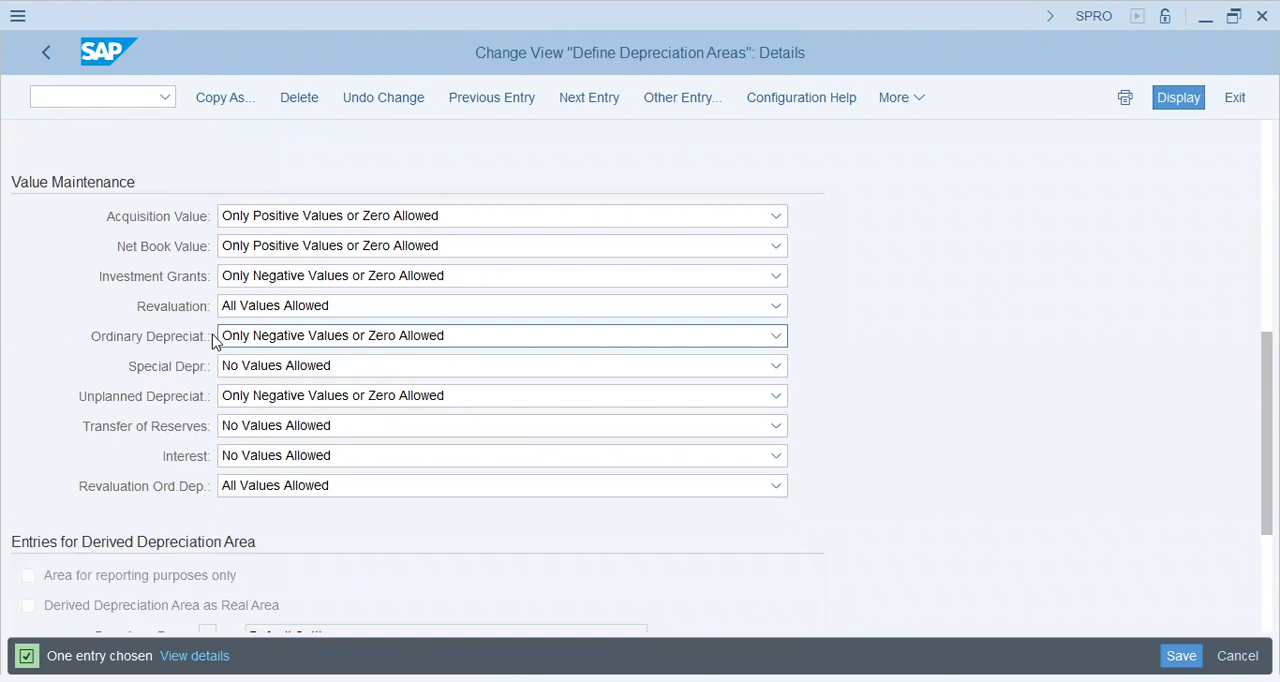 SPRO
SAP
Change View "Define Depreciation Areas": Details
Copy As... Delete Undo Change Previous Entry Next Entry Other Entry... Configuration Help More Display Exit
Value Maintenance
Acquisition Value: Only Positive Values or Zero Allowed
Net Book Value: Only Positive Values or Zero Allowed
Investment Grants: Only Negative Values or Zero Allowed
Revaluation: All Values Allowed
Ordinary Depreciat.: Only Negative Values or Zero Allowed
Special Depr.: No Values Allowed
Unplanned Depreciat.: Only Negative Values or Zero Allowed
Transfer of Reserves: No Values Allowed
Interest: No Values Allowed
Revaluation Ord.Dep.: All Values Allowed
Entries for Derived Depreciation Area
Area for reporting purposes only
Derived Depreciation Area as Real Area
One entry chosen View details Save Cancel